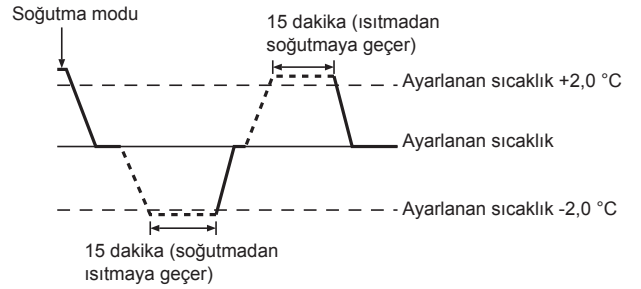 Soğutma modu
15 dakika (ısıtmadan
soğutmaya geçer)
Ayarlanan sıcaklık +2,0 °C
Ayarlanan sıcaklık
Ayarlanan sıcaklık -2,0 °C
15 dakika (soğutmadan
ısıtmaya geçer)